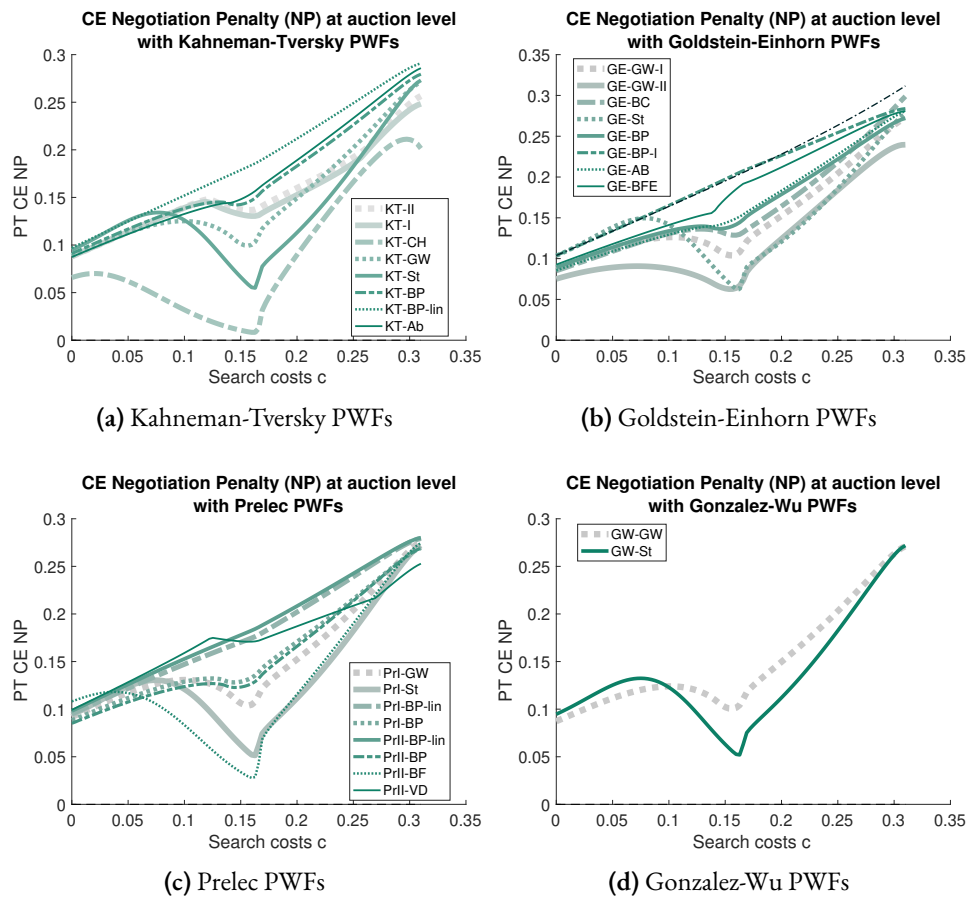 CE Negotiation Penalty (NP) at auction level
with Kahneman-Tversky PWFs
0.3
0.25
0.2
0.15
0.1
0.05
0
PT CE NP
KT-II
KT-I
KT-CH
KT-GW
KT-St
KT-BP
KT-BP-lin
KT-Ab
0 0.05 0.1 0.15 0.2 0.25 0.3 0.35
Search costs c
(a) Kahneman-Tversky PWFs
CE Negotiation Penalty (NP) at auction level
with Goldstein-Einhorn PWFs
0.35
0.3
0.25
0.2
0.15
0.1
0.05
0
PT CE NP
GE-GW-I
GE-GW-II
GE-BC
GE-St
GE-BP
GE-BP-I
GE-AB
GE-BFE
0 0.05 0.1 0.15 0.2 0.25 0.3 0.35
Search costs c
(b) Goldstein-Einhorn PWFs
CE Negotiation Penalty (NP) at auction level
with Prelec PWFs
0.3
0.25
0.2
0.15
0.1
0.05
0
PT CE NP
PrI-GW
PrI-St
PrI-BP-lin
PrI-BP
PrII-BP-lin
PrII-BP
PrII-BF
PrII-VD
0 0.05 0.1 0.15 0.2 0.25 0.3 0.35
Search costs c
(c) Prelec PWFs
CE Negotiation Penalty (NP) at auction level
with Gonzalez-Wu PWFs
0.3
0.25
0.2
0.15
0.1
0.05
0
PT CE NP
GW-GW
GW-St
0 0.05 0.1 0.15 0.2 0.25 0.3 0.35
Search costs c
(d) Gonzalez-Wu PWFs